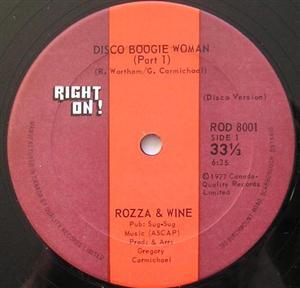 DISCO BOOGIE WOMAN
(Part 1)
(R. Wortham/G. Carmichael)
RIGHT
ON!
(Disco Version)
ROD 8001
SIDE 1
33⅓
6:25
© 1977 Canada-
Quality Records
Limited
ROZZA & WINE
Pub: Sug-Sug
Music (ASCAP)
Prod: & Arr:
Gregory
Carmichael